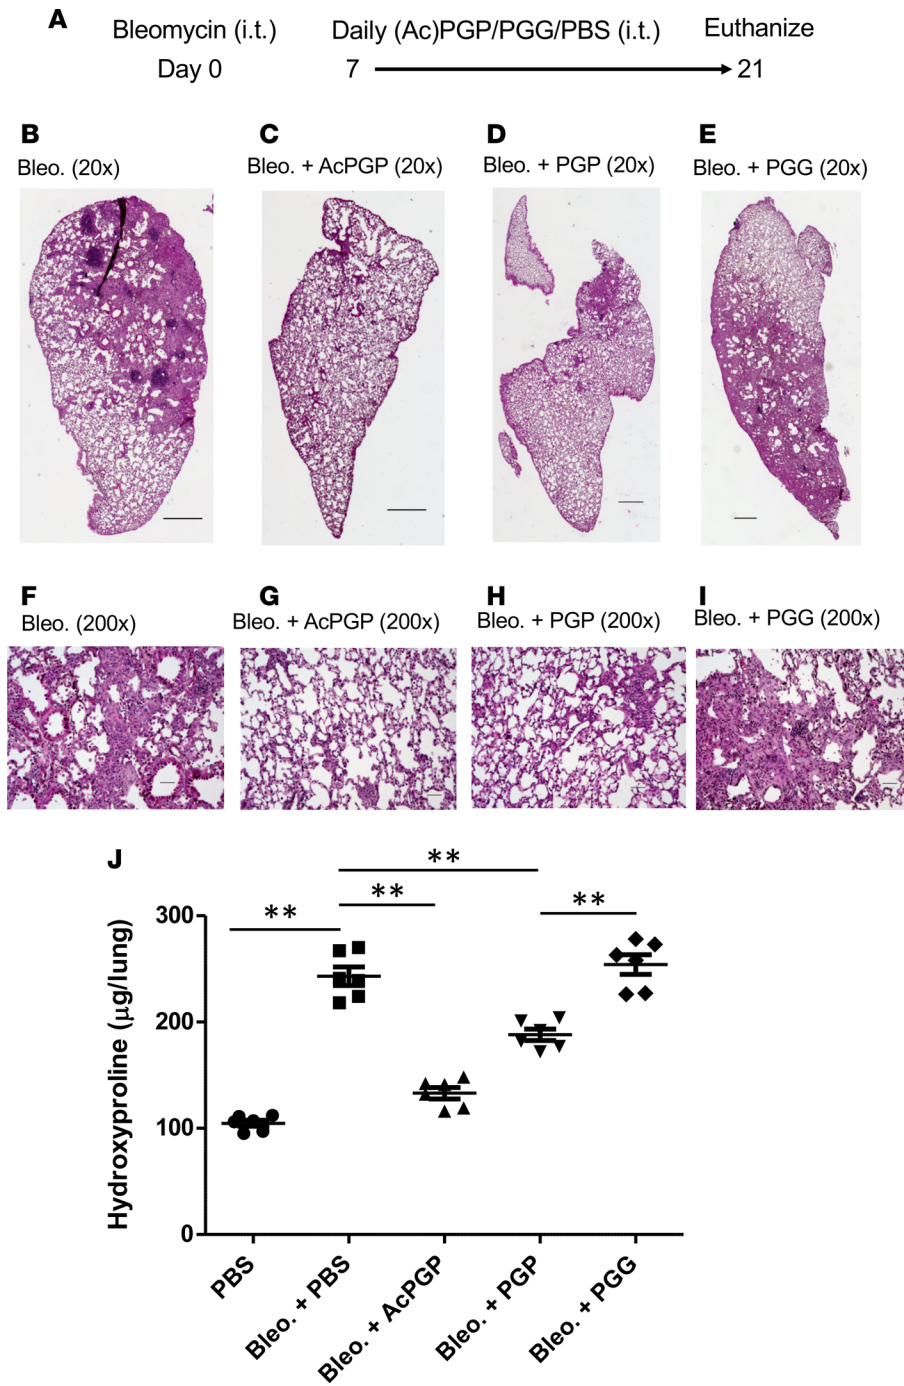 A
Bleomycin (i.t.) Daily (Ac)PGP/PGG/PBS (i.t.) Euthanize
Day 0 7 21
B C D E
Bleo. (20x) Bleo. + AcPGP (20x) Bleo. + PGP (20x) Bleo. + PGG (20x)
F G H I
Bleo. (200x) Bleo. + AcPGP (200x) Bleo. + PGP (200x) Bleo. + PGG (200x)
J
**
** ** **
300
200
100
0
Hydroxyproline (μg/lung)
PBS
Bleo. + PBS
Bleo. + AcPGP
Bleo. + PGP
Bleo. + PGG